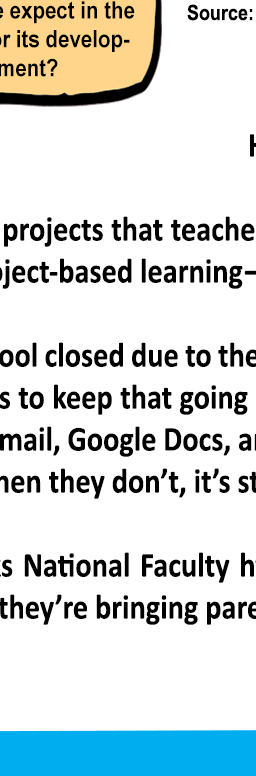 e expect in the
or its develop-
ment?
Source:
projects that teache
ject-based learning–
ool closed due to the
s to keep that going
mail, Google Docs, a
hen they don't, it's st
s National Faculty h
they're bringing pare